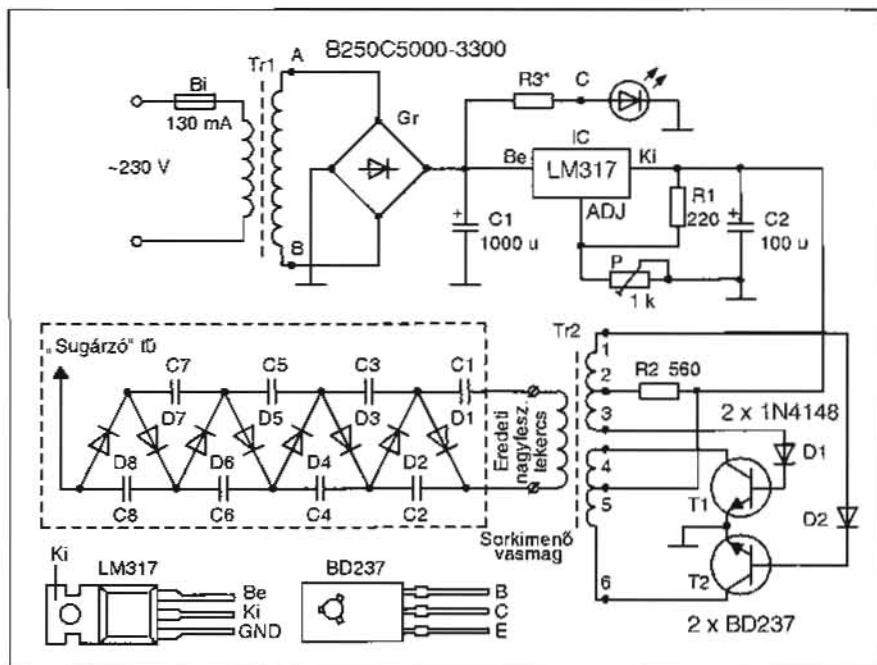 B250C5000-3300
Tr1
A
Bi
130 mA
~230 V
Gr
B
R3*
C
IC
Be
LM317
Ki
ADJ
R1
220
C1
1000 u
C2
100 u
P
1 k
„Sugárzó” tű
C7
C5
C3
C1
D7
D5
D3
D1
D8
D6
D4
D2
C8
C6
C4
C2
Eredeti
nagyfesz.
tekercs
Tr2
1
2
3
4
5
6
R2 560
2 x 1N4148
D1
D2
T1
T2
Sorkimenő
vasmag
2 x BD237
Ki
LM317
Be
Ki
GND
BD237
B
C
E